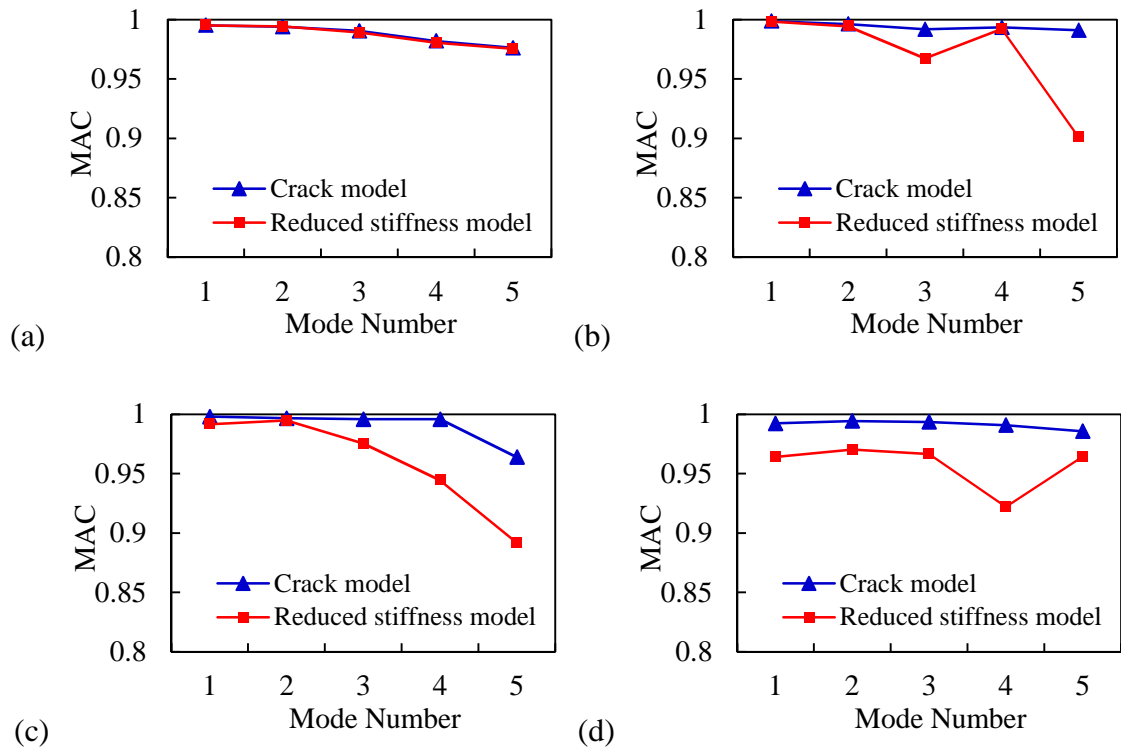 1
0.95
0.9
0.85
0.8
MAC
Crack model
Reduced stiffness model
1 2 3 4 5
Mode Number
(a)
1
0.95
0.9
0.85
0.8
MAC
Crack model
Reduced stiffness model
1 2 3 4 5
Mode Number
(b)
1
0.95
0.9
0.85
0.8
MAC
Crack model
Reduced stiffness model
1 2 3 4 5
Mode Number
(c)
1
0.95
0.9
0.85
0.8
MAC
Crack model
Reduced stiffness model
1 2 3 4 5
Mode Number
(d)